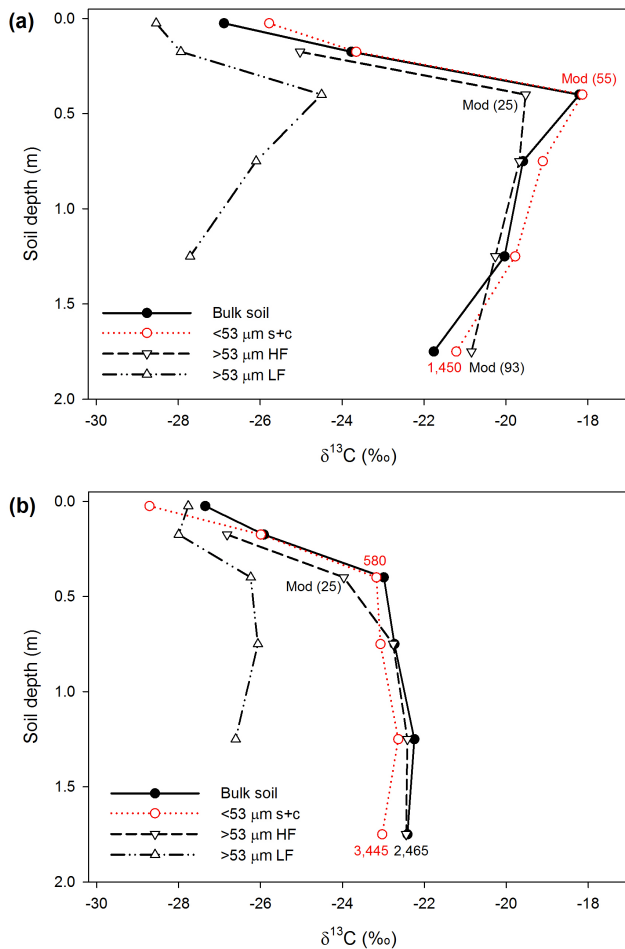 (a)
0.0
0.5
1.0
1.5
2.0
Soil depth (m)
Mod (55)
Mod (25)
Bulk soil
<53 μm s+c
>53 μm HF
>53 μm LF
1,450
Mod (93)
-30
-28
-26
-24
-22
-20
-18
δ¹³C (‰)
(b)
0.0
0.5
1.0
1.5
2.0
Soil depth (m)
580
Mod (25)
Bulk soil
<53 μm s+c
>53 μm HF
>53 μm LF
3,445
2,465
-30
-28
-26
-24
-22
-20
-18
δ¹³C (‰)